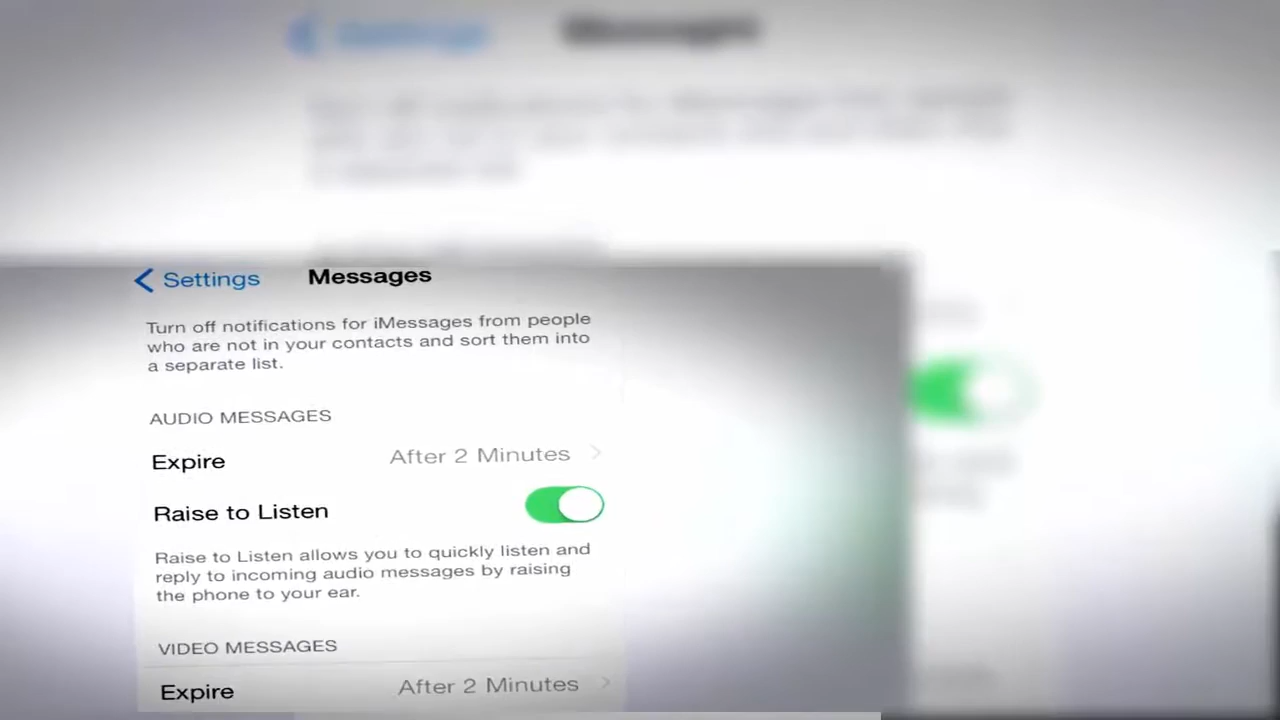 Settings
Messages
Turn off notifications for iMessages from people
who are not in your contacts and sort them into
a separate list.
AUDIO MESSAGES
Expire
After 2 Minutes
Raise to Listen
Raise to Listen allows you to quickly listen and
reply to incoming audio messages by raising
the phone to your ear.
VIDEO MESSAGES
Expire
After 2 Minutes